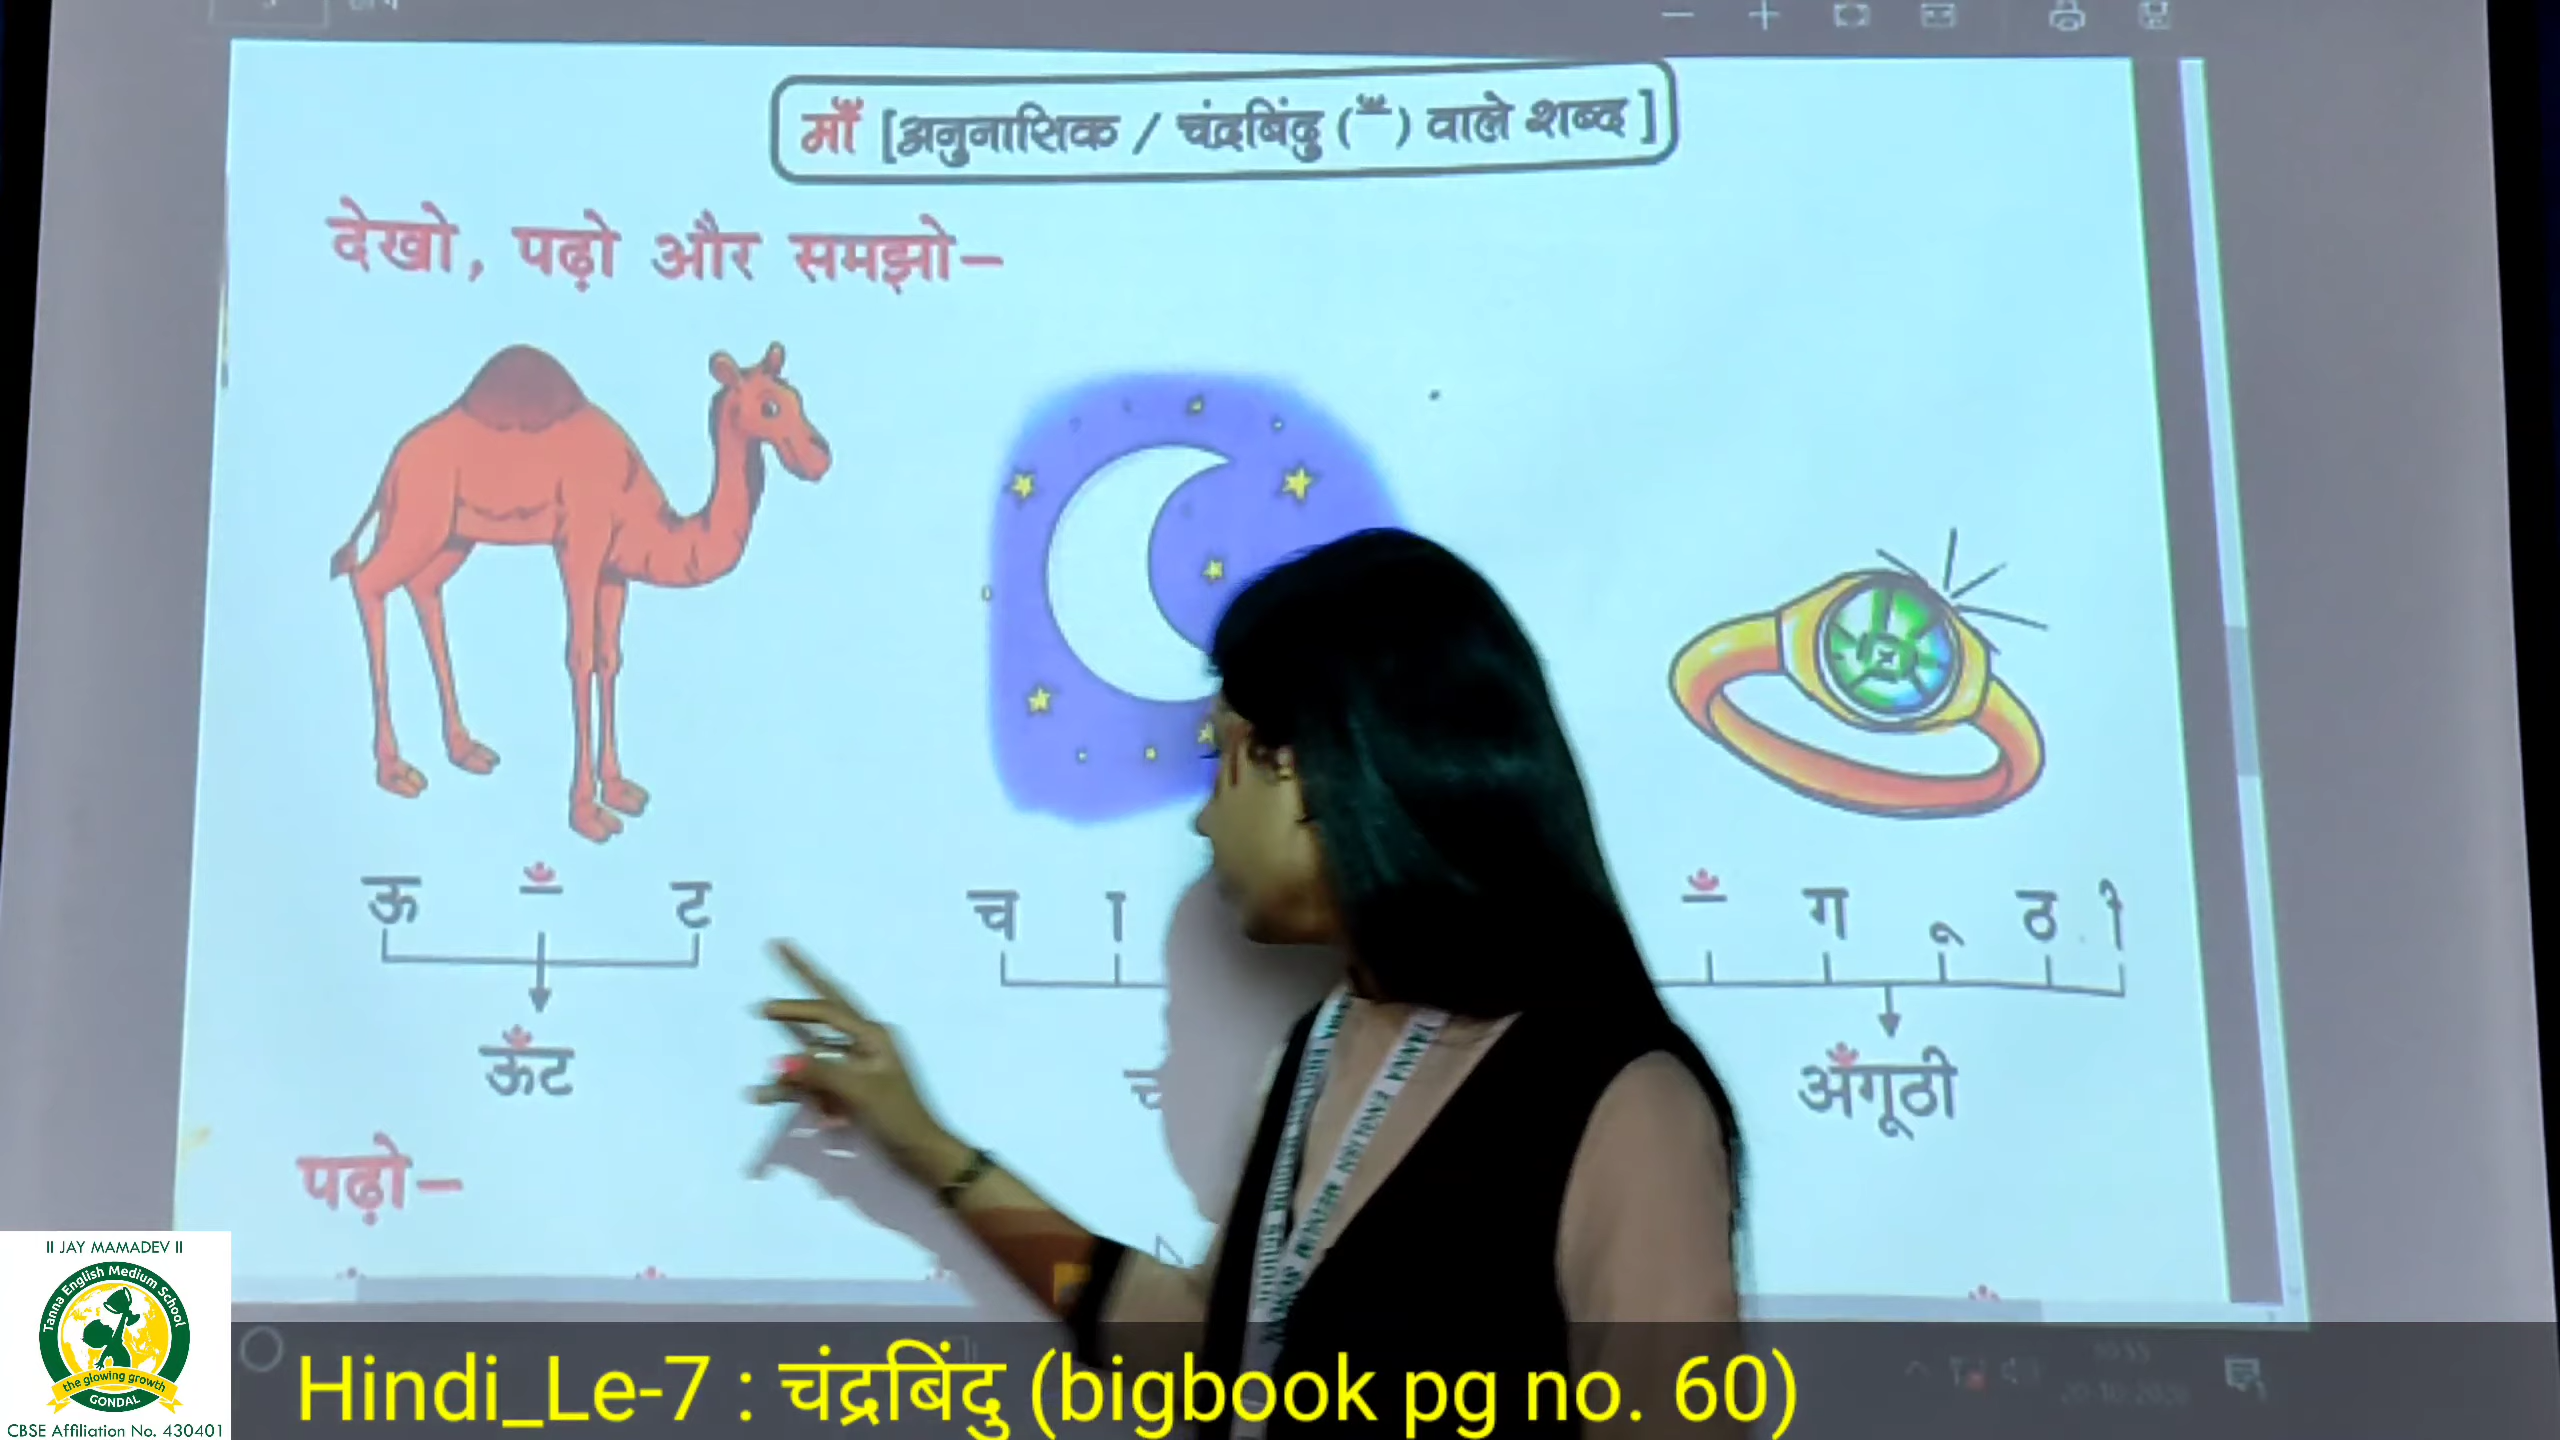 माँ [अनुनासिक / चंद्रबिंदु (ँ) वाले शब्द]
देखो, पढ़ो और समझो–
ऊ ँ ट
च ा
ँ ग ू ठ ी
ऊँट
अँगूठी
पढ़ो–
II JAY MAMADEV II
Tanna English Medium School
the glowing growth
GONDAL
CBSE Affiliation No. 430401
Hindi_Le-7 : चंद्रबिंदु (bigbook pg no. 60)